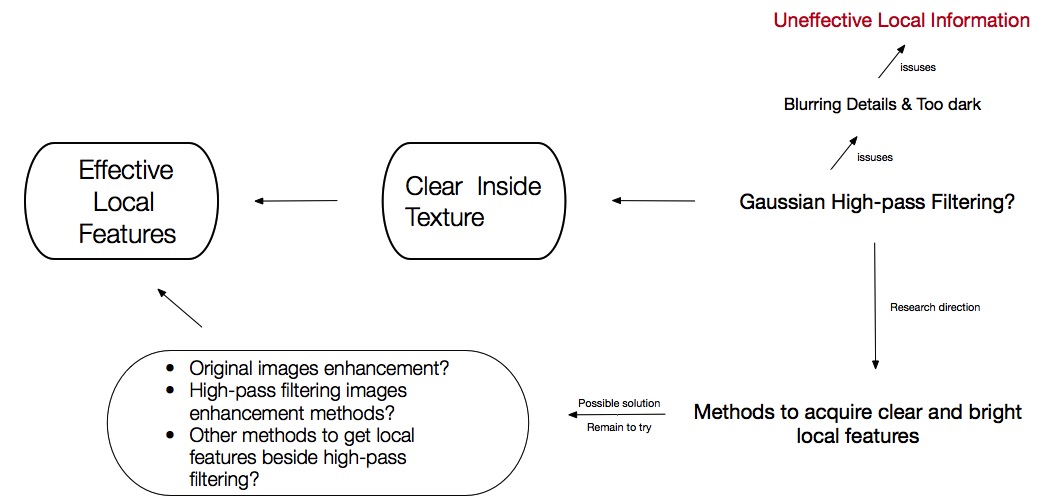 Uneffective Local Information
issuses
Blurring Details & Too dark
issuses
Effective
Local
Features
Clear Inside
Texture
Gaussian High-pass Filtering?
Research direction
• Original images enhancement?
• High-pass filtering images
enhancement methods?
• Other methods to get local
features beside high-pass
filtering?
Possible solution
Remain to try
Methods to acquire clear and bright
local features